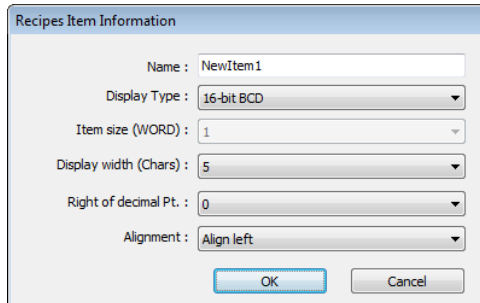 Recipes Item Information
Name : NewItem1
Display Type : 16-bit BCD
Item size (WORD) : 1
Display width (Chars) : 5
Right of decimal Pt. : 0
Alignment : Align left
OK Cancel